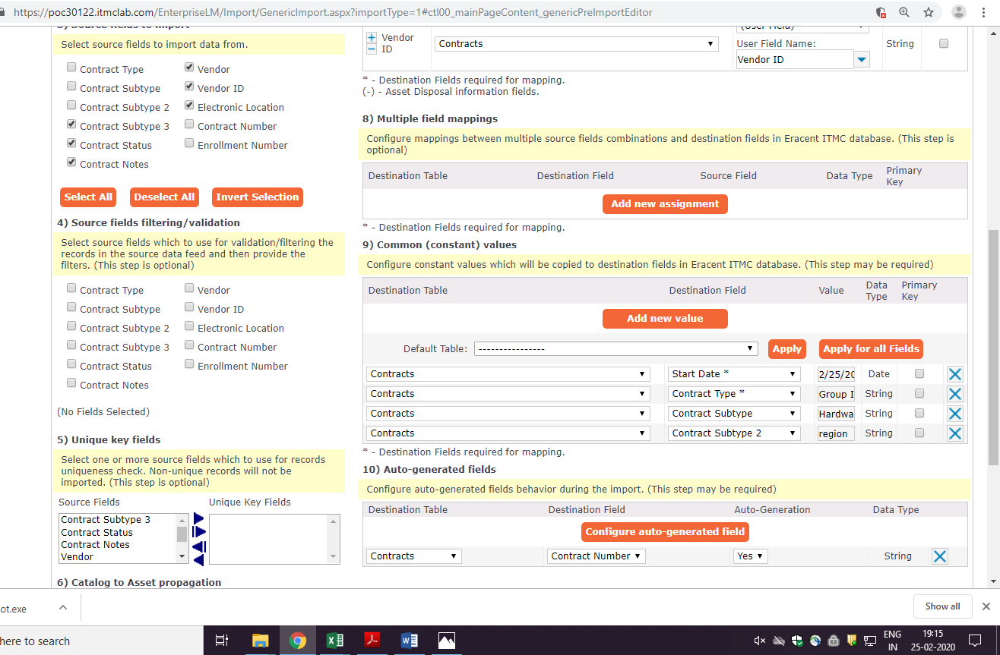 https://poc30122.itmclab.com/EnterpriseLM/Import/GenericImport.aspx?importType=1#ctl00_mainPageContent_genericPreImportEditor
3) Source fields to import
Select source fields to import data from.
Contract Type
Vendor
Contract Subtype
Vendor ID
Contract Subtype 2
Electronic Location
Contract Subtype 3
Contract Number
Contract Status
Enrollment Number
Contract Notes
Select All
Deselect All
Invert Selection
4) Source fields filtering/validation
Select source fields which to use for validation/filtering the
records in the source data feed and then provide the
filters. (This step is optional)
Contract Type
Vendor
Contract Subtype
Vendor ID
Contract Subtype 2
Electronic Location
Contract Subtype 3
Contract Number
Contract Status
Enrollment Number
Contract Notes
(No Fields Selected)
5) Unique key fields
Select one or more source fields which to use for records
uniqueness check. Non-unique records will not be
imported. (This step is optional)
Source Fields
Unique Key Fields
Contract Subtype 3
Contract Status
Contract Notes
Vendor
6) Catalog to Asset propagation
Vendor
ID
Contracts
(User Field)
User Field Name:
Vendor ID
String
* - Destination Fields required for mapping.
(-) - Asset Disposal information fields.
8) Multiple field mappings
Configure mappings between multiple source fields combinations and destination fields in Eracent ITMC database. (This step is
optional)
Destination Table Destination Field Source Field Data Type Primary
Key
Add new assignment
* - Destination Fields required for mapping.
9) Common (constant) values
Configure constant values which will be copied to destination fields in Eracent ITMC database. (This step may be required)
Destination Table Destination Field Value Data
Type Primary
Key
Add new value
Default Table: ---------------- Apply Apply for all Fields
Contracts Start Date * 2/25/20 Date
Contracts Contract Type * Group I String
Contracts Contract Subtype Hardwa String
Contracts Contract Subtype 2 region String
* - Destination Fields required for mapping.
10) Auto-generated fields
Configure auto-generated fields behavior during the import. (This step may be required)
Destination Table Destination Field Auto-Generation Data Type
Configure auto-generated field
Contracts Contract Number Yes String
ot.exe
Show all
here to search
ENG
IN
19:15
25-02-2020